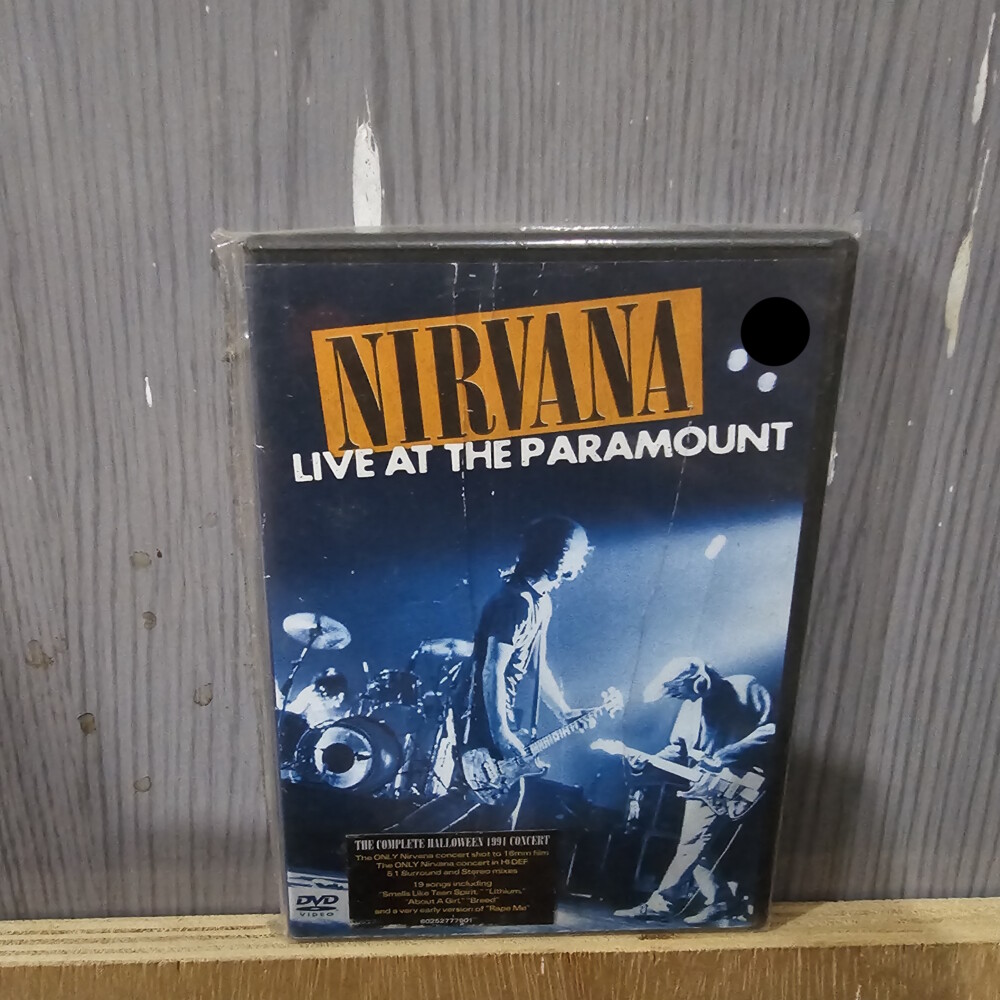 NIRVANA
LIVE AT THE PARAMOUNT
THE COMPLETE HALLOWEEN 1991 CONCERT
The ONLY Nirvana concert shot to 16mm film
The ONLY Nirvana concert in HI DEF
5.1 Surround and Stereo mixes
19 songs including
"Smells Like Teen Spirit," "Lithium,"
"About A Girl," "Breed"
and a very early version of "Rape Me"
DVD
VIDEO